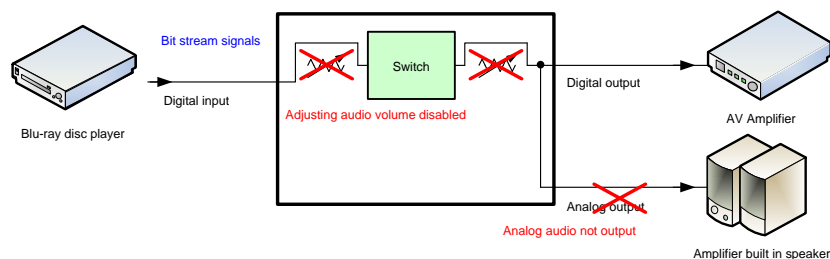 Bit stream signals
Switch
Digital input
Digital output
Adjusting audio volume disabled
AV Amplifier
Blu-ray disc player
Analog output
Analog audio not output
Amplifier built in speaker